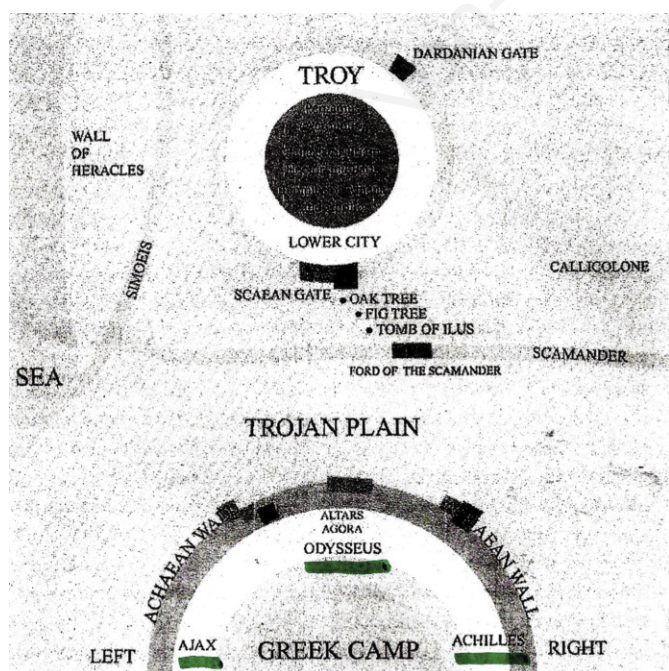 DARDANIAN GATE
TROY
WALL
OF
HERACLES
LOWER CITY
SIMOEIS
CALLICOLONE
SCAEAN GATE
OAK TREE
FIG TREE
TOMB OF ILUS
SCAMANDER
FORD OF THE SCAMANDER
SEA
TROJAN PLAIN
ACHAEAN WALL
ALTARS
AGORA
ODYSSEUS
AEAN WALL
LEFT
AJAX
GREEK CAMP
ACHILLES
RIGHT